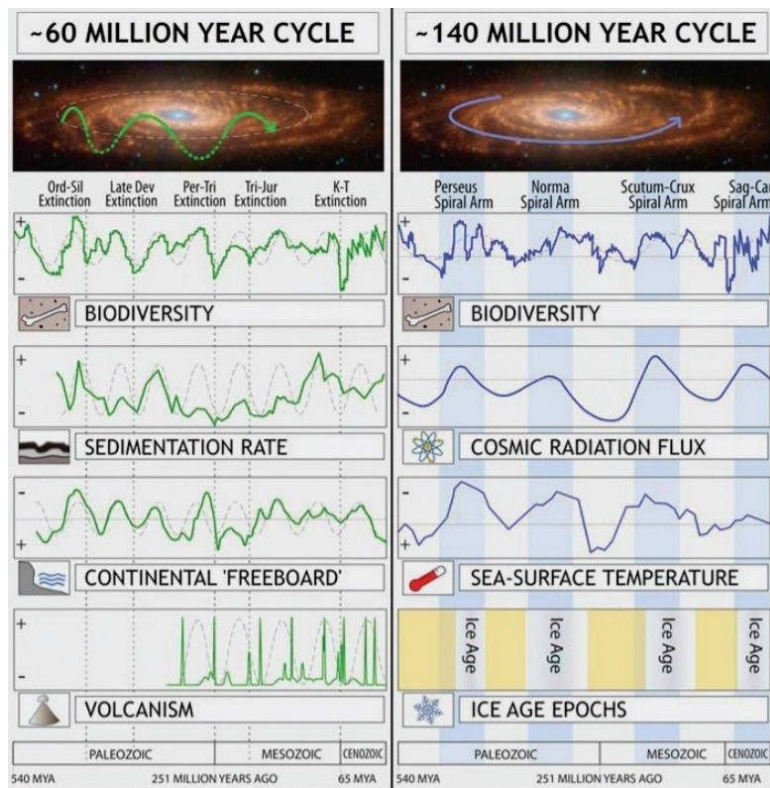 ~60 MILLION YEAR CYCLE
Ord-Sil Late Dev Per-Tri Tri-Jur K-T
Extinction Extinction Extinction Extinction Extinction
+
-
BIODIVERSITY
+
-
SEDIMENTATION RATE
-
+
CONTINENTAL 'FREEBOARD'
+
-
VOLCANISM
PALEOZOIC MESOZOIC CENOZOIC
540 MYA 251 MILLION YEARS AGO 65 MYA
~140 MILLION YEAR CYCLE
Perseus Norma Scutum-Crux Sag-Car
Spiral Arm Spiral Arm Spiral Arm Spiral Arm
+
-
BIODIVERSITY
+
-
COSMIC RADIATION FLUX
-
+
SEA-SURFACE TEMPERATURE
Ice Age Ice Age Ice Age Ice Age
ICE AGE EPOCHS
PALEOZOIC MESOZOIC CENOZOIC
540 MYA 251 MILLION YEARS AGO 65 MYA